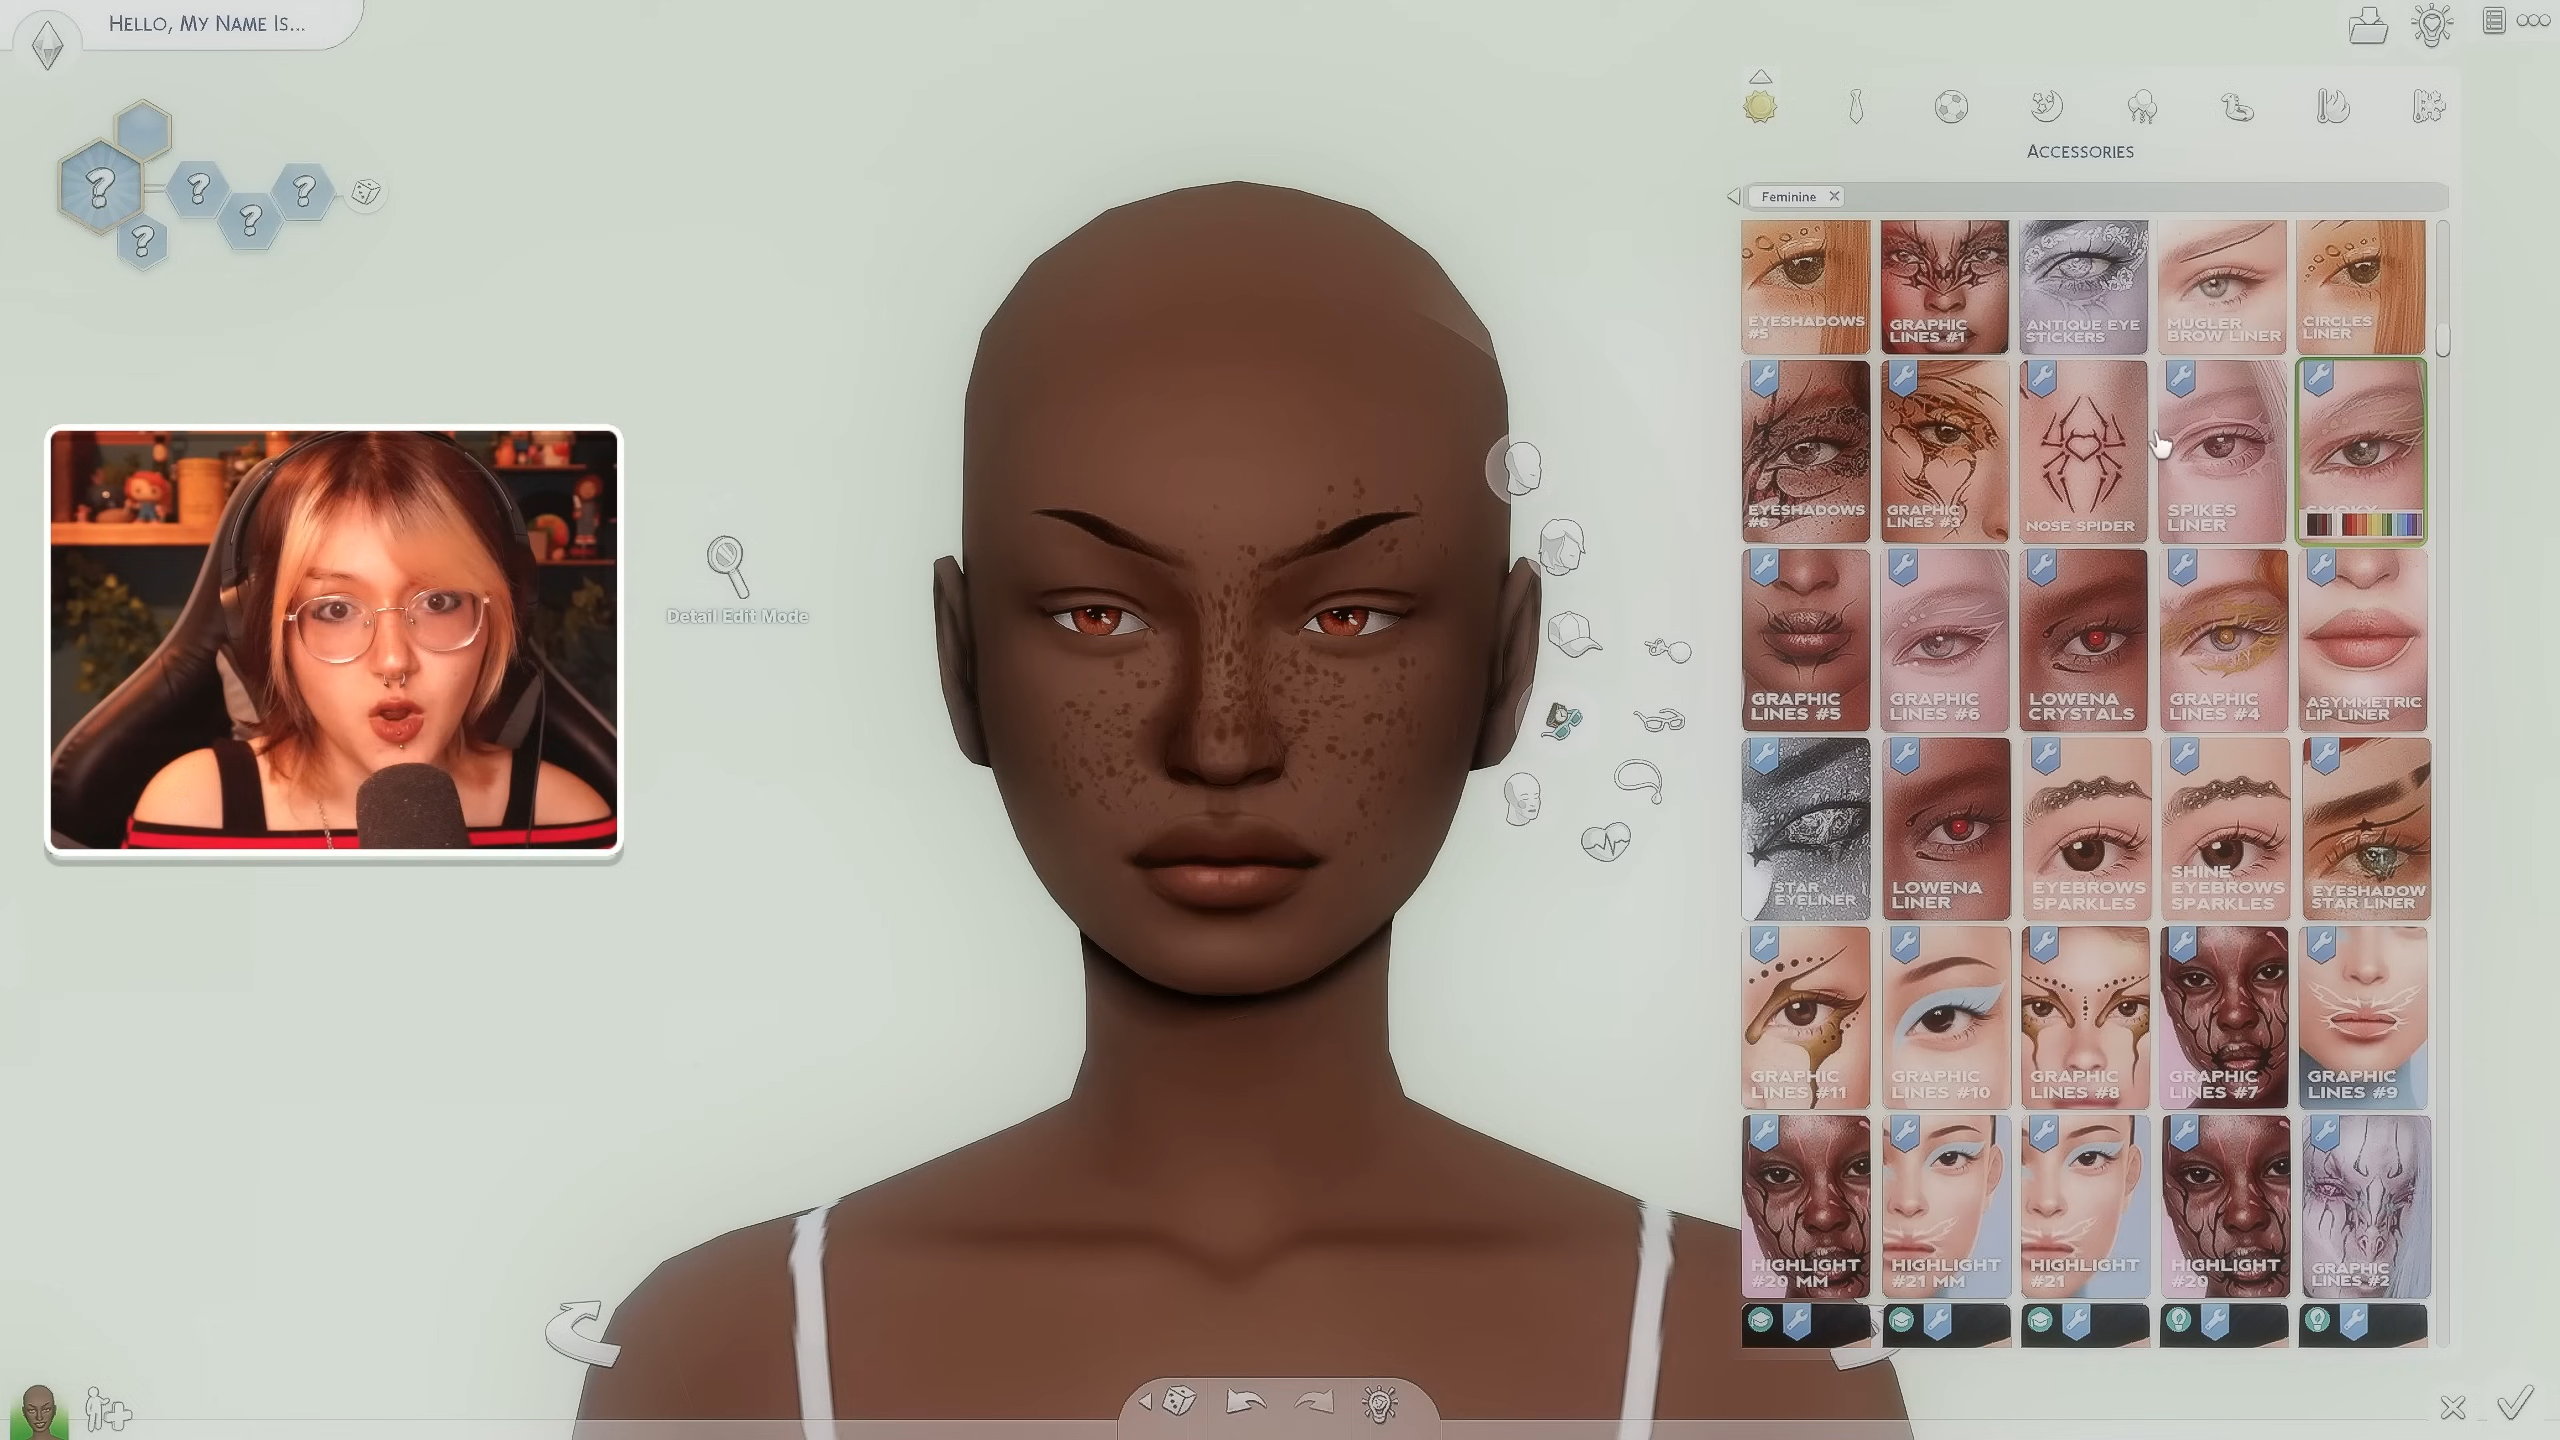 Hello, My Name Is...
Accessories
Feminine
EYESHADOWS
#5
GRAPHIC
LINES #1
ANTIQUE EYE
STICKERS
MUGLER
BROW LINER
CIRCLES
LINER
EYESHADOWS
#6
GRAPHIC
LINES #3
NOSE SPIDER
SPIKES
LINER
SMOKY
Detail Edit Mode
GRAPHIC
LINES #5
GRAPHIC
LINES #6
LOWENA
CRYSTALS
GRAPHIC
LINES #4
ASYMMETRIC
LIP LINER
STAR
EYELINER
LOWENA
LINER
EYEBROWS
SPARKLES
SHINE
EYEBROWS
SPARKLES
EYESHADOW
STAR LINER
GRAPHIC
LINES #11
GRAPHIC
LINES #10
GRAPHIC
LINES #8
GRAPHIC
LINES #7
GRAPHIC
LINES #9
HIGHLIGHT
#20 MM
HIGHLIGHT
#21 MM
HIGHLIGHT
#21
HIGHLIGHT
#20
GRAPHIC
LINES #2